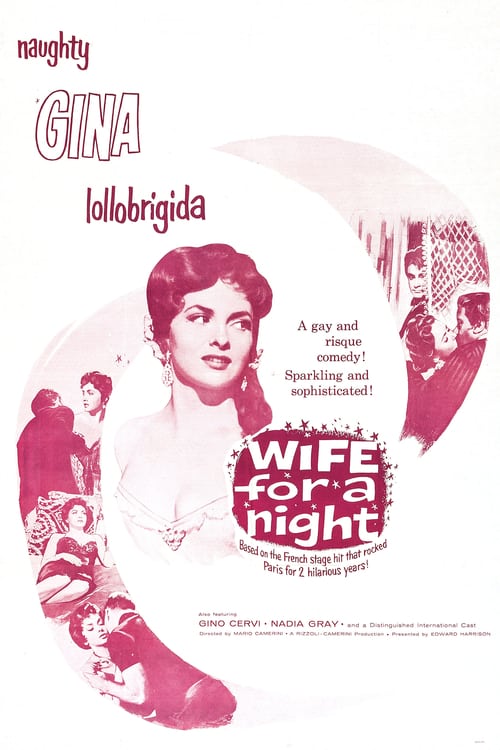 naughty
GINA
lollobrigida
A gay and
risque
comedy!
Sparkling and
sophisticated!
WIFE
for a
night
Based on the French stage hit that rocked
Paris for 2 hilarious years!
Also featuring
GINO CERVI • NADIA GRAY • and a Distinguished International Cast
Directed by MARIO CAMERINI • A RIZZOLI-CAMERINI Production • Presented by EDWARD HARRISON